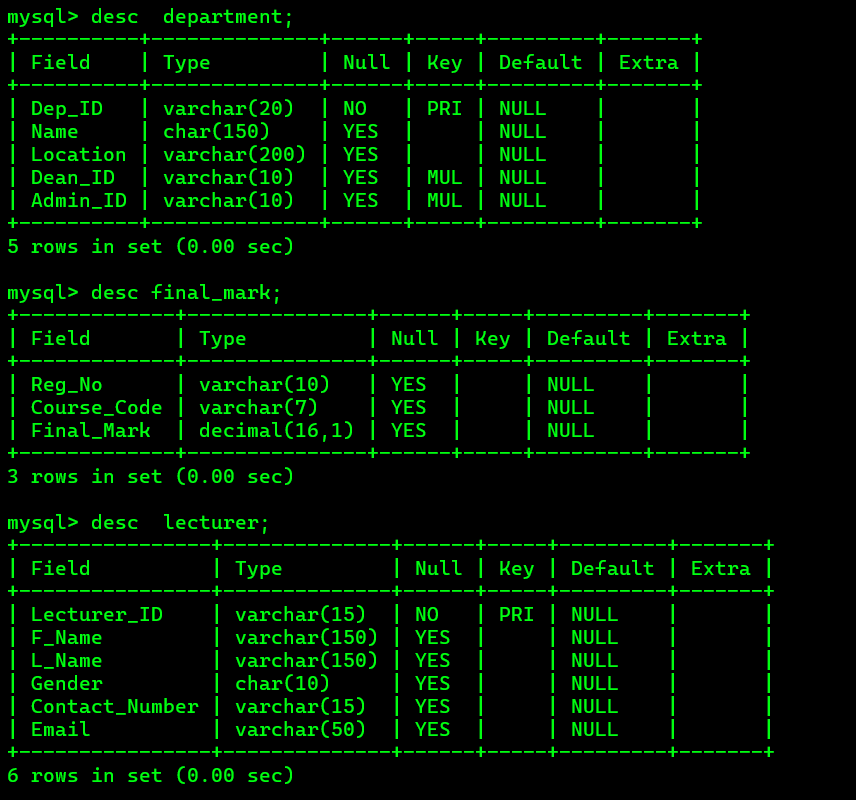 mysql> desc  department;
+----------+--------------+------+-----+---------+-------+
| Field    | Type         | Null | Key | Default | Extra |
+----------+--------------+------+-----+---------+-------+
| Dep_ID   | varchar(20)  | NO   | PRI | NULL    |       |
| Name     | char(150)    | YES  |     | NULL    |       |
| Location | varchar(200) | YES  |     | NULL    |       |
| Dean_ID  | varchar(10)  | YES  | MUL | NULL    |       |
| Admin_ID | varchar(10)  | YES  | MUL | NULL    |       |
+----------+--------------+------+-----+---------+-------+
5 rows in set (0.00 sec)

mysql> desc final_mark;
+-------------+---------------+------+-----+---------+-------+
| Field       | Type          | Null | Key | Default | Extra |
+-------------+---------------+------+-----+---------+-------+
| Reg_No      | varchar(10)   | YES  |     | NULL    |       |
| Course_Code | varchar(7)    | YES  |     | NULL    |       |
| Final_Mark  | decimal(16,1) | YES  |     | NULL    |       |
+-------------+---------------+------+-----+---------+-------+
3 rows in set (0.00 sec)

mysql> desc  lecturer;
+----------------+--------------+------+-----+---------+-------+
| Field          | Type         | Null | Key | Default | Extra |
+----------------+--------------+------+-----+---------+-------+
| Lecturer_ID    | varchar(15)  | NO   | PRI | NULL    |       |
| F_Name         | varchar(150) | YES  |     | NULL    |       |
| L_Name         | varchar(150) | YES  |     | NULL    |       |
| Gender         | char(10)     | YES  |     | NULL    |       |
| Contact_Number | varchar(15)  | YES  |     | NULL    |       |
| Email          | varchar(50)  | YES  |     | NULL    |       |
+----------------+--------------+------+-----+---------+-------+
6 rows in set (0.00 sec)